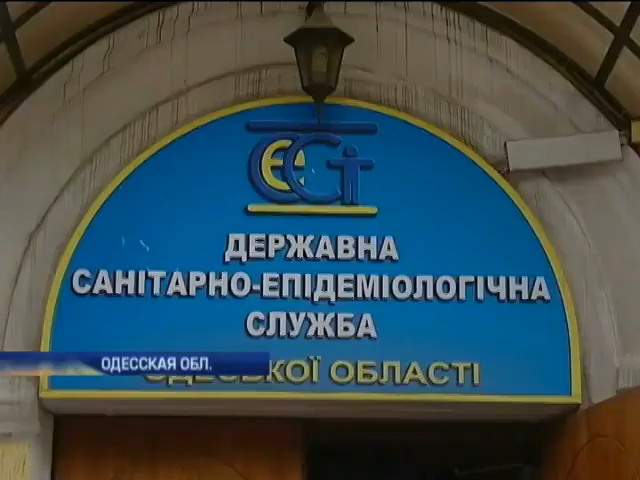 ДЕРЖАВНА
САНІТАРНО-ЕПІДЕМІОЛОГІЧНА
СЛУЖБА
ОДЕССКАЯ ОБЛ.
ОБЛАСТІ